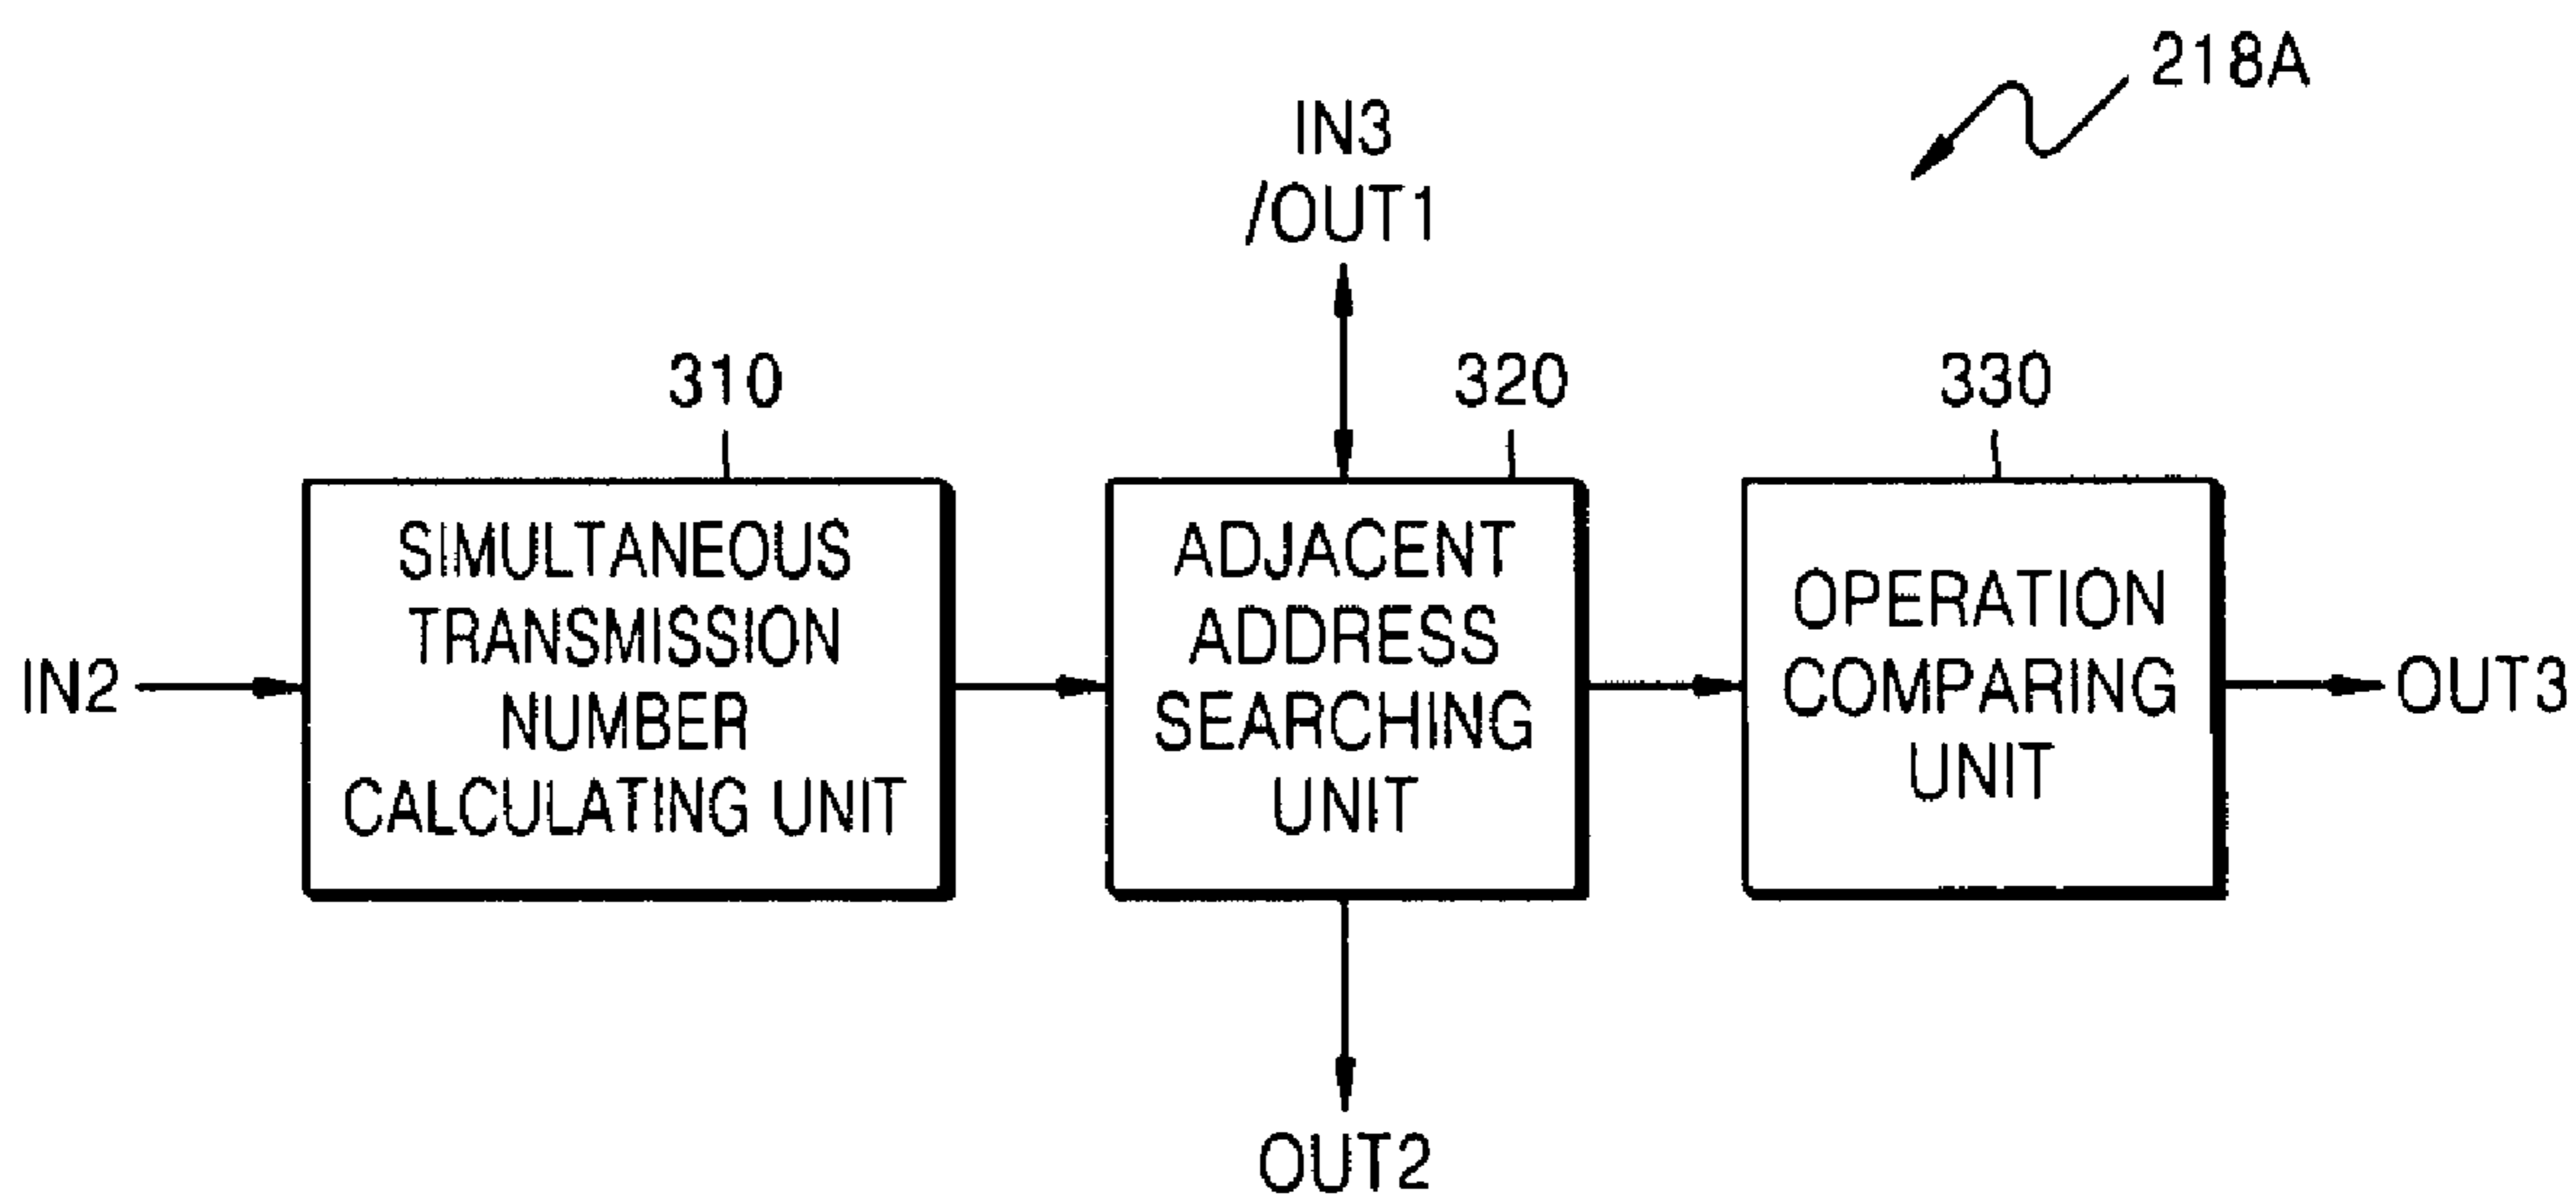 218A
IN3
/OUT1
310
320
330
SIMULTANEOUS
TRANSMISSION
NUMBER
CALCULATING UNIT
ADJACENT
ADDRESS
SEARCHING
UNIT
OPERATION
COMPARING
UNIT
IN2
OUT3
OUT2